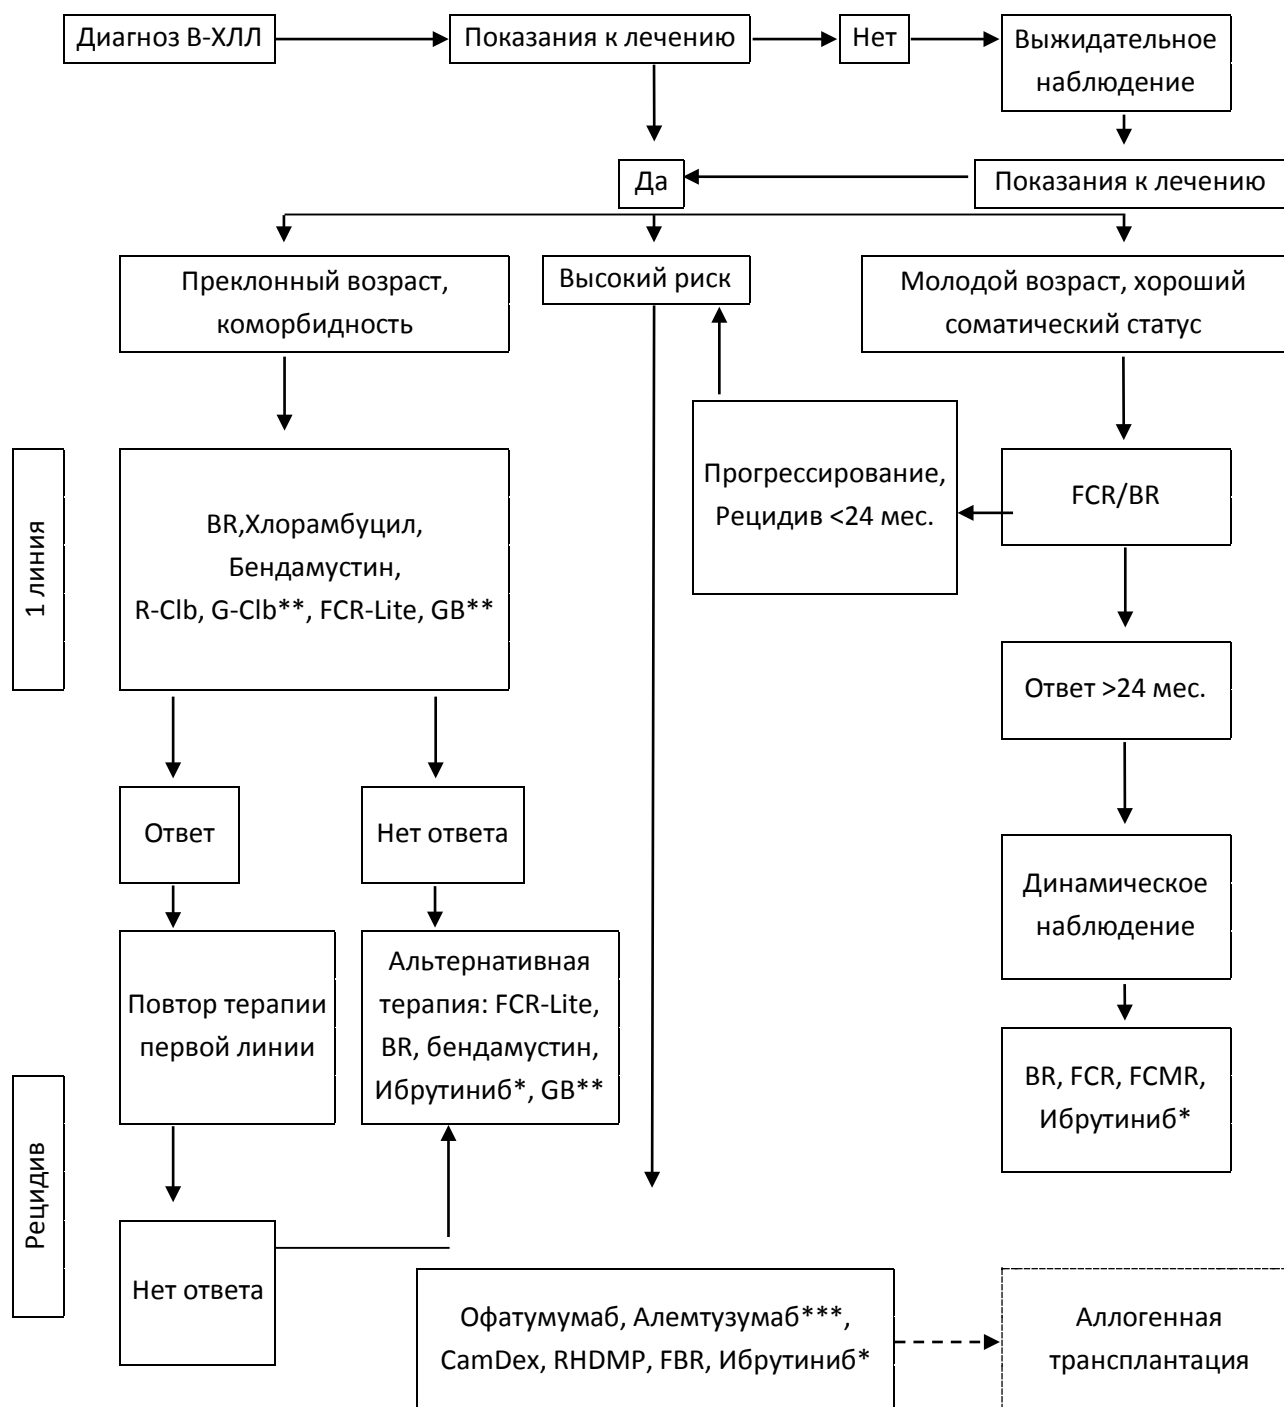 Диагноз В-ХЛЛ
Показания к лечению
Нет
Выжидательное
наблюдение
Да
Показания к лечению
Преклонный возраст,
коморбидность
Высокий риск
Молодой возраст, хороший
соматический статус
1 линия
BR,Хлорамбуцил,
Бендамустин,
R-Clb, G-Clb**, FCR-Lite, GB**
Прогрессирование,
Рецидив <24 мес.
FCR/BR
Ответ >24 мес.
Ответ
Нет ответа
Динамическое
наблюдение
Рецидив
Повтор терапии
первой линии
Альтернативная
терапия: FCR-Lite,
BR, бендамустин,
Ибрутиниб*, GB**
BR, FCR, FCMR,
Ибрутиниб*
Нет ответа
Офатумумаб, Алемтузумаб***,
CamDex, RHDMP, FBR, Ибрутиниб*
Аллогенная
трансплантация